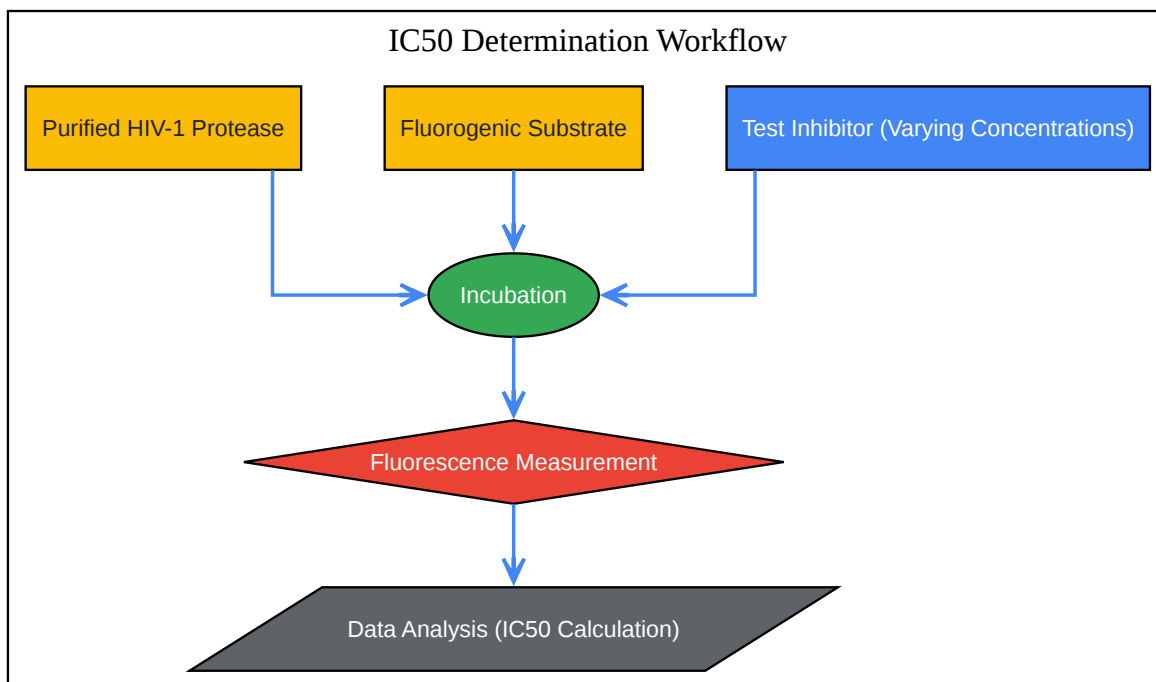 IC50 Determination Workflow
Purified HIV-1 Protease
Fluorogenic Substrate
Test Inhibitor (Varying Concentrations)
Incubation
Fluorescence Measurement
Data Analysis (IC50 Calculation)